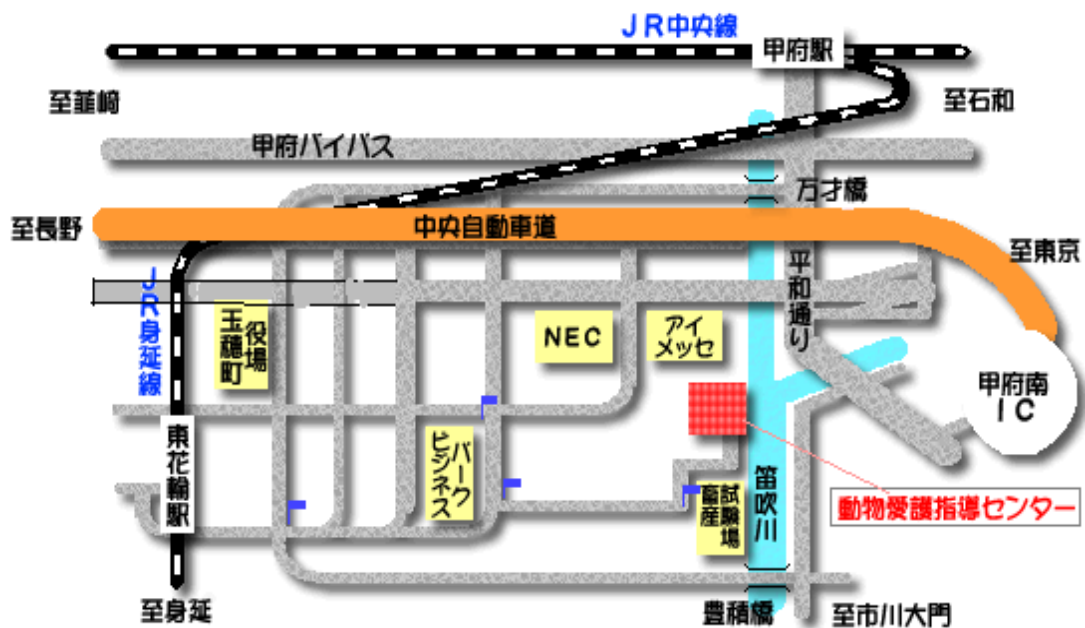 JR中央線
甲府駅
至韮崎
至石和
甲府バイパス
万才橋
至長野
中央自動車道
至東京
JR身延線
平和通り
玉穂町
役場
NEC
アイ
メッセ
甲府南
IC
東花輪駅
ビジネス
パーク
畜産
試験場
笛吹川
動物愛護指導センター
至身延
豊積橋
至市川大門